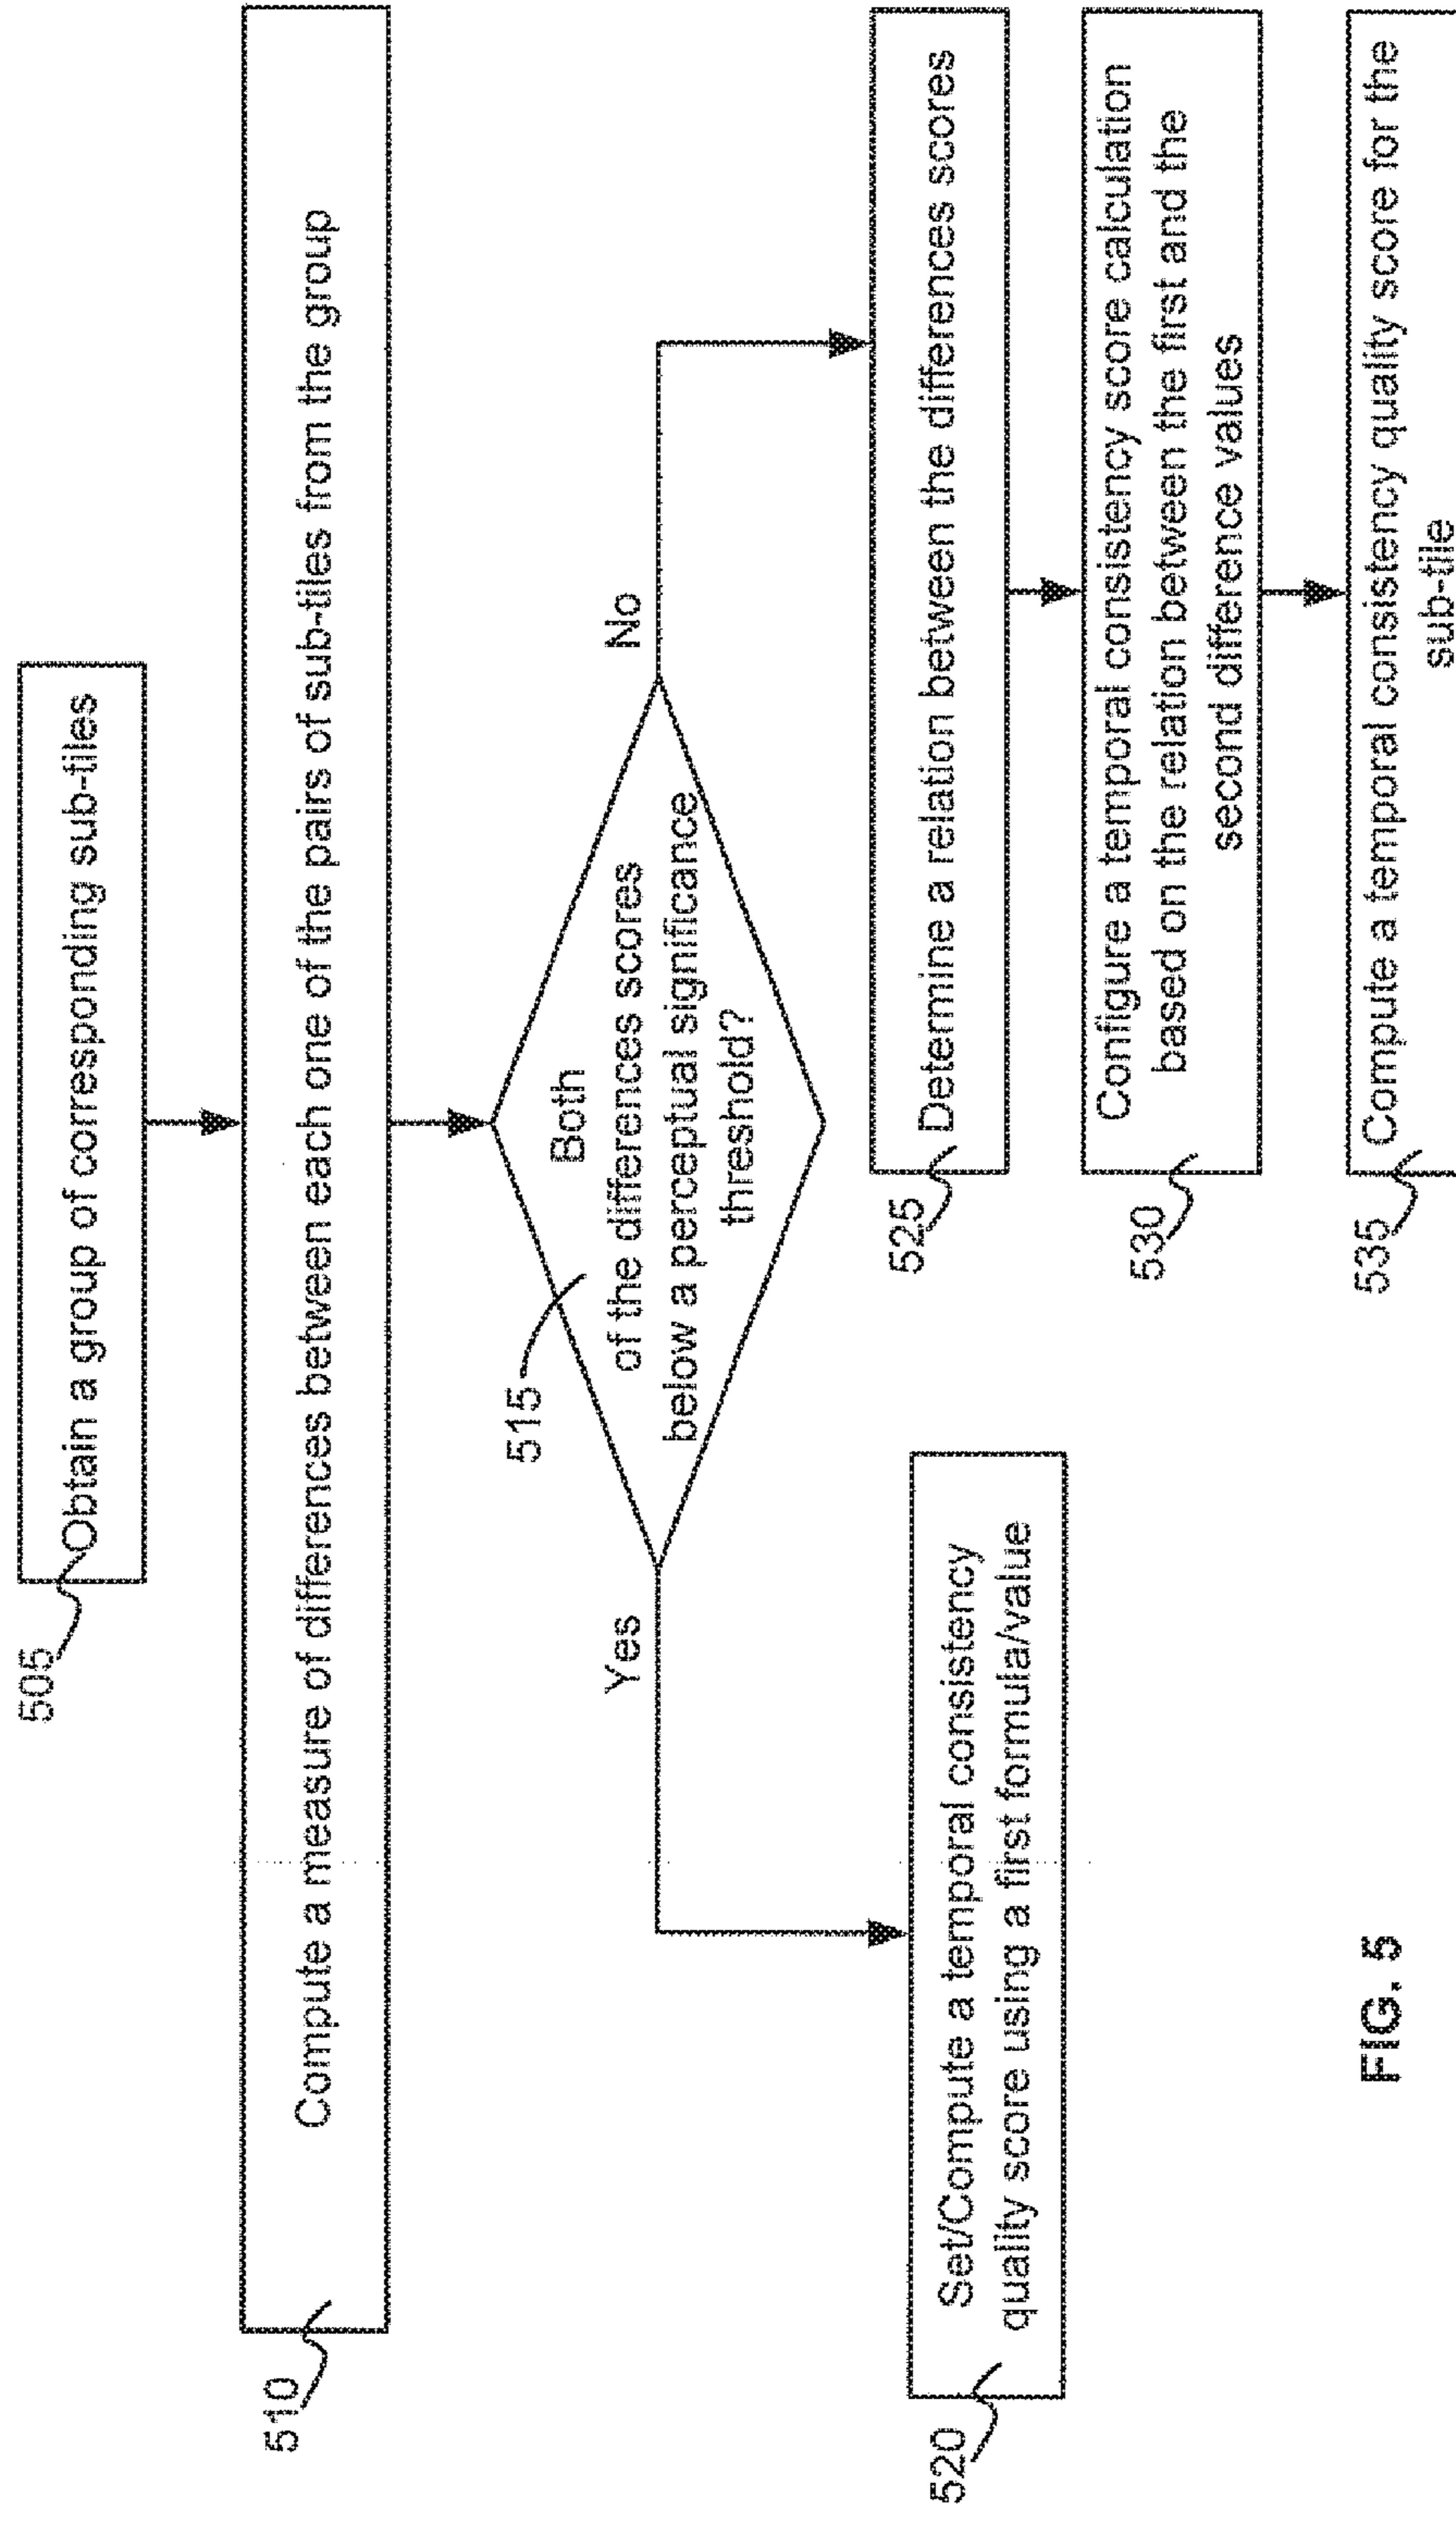 505
Obtain a group of corresponding sub-tiles
510
Compute a measure of differences between each one of the pairs of sub-tiles from the group
515
Both
of the differences scores
below a perceptual significance
threshold?
Yes
No
520
Set/Compute a temporal consistency
quality score using a first formula/value
525
Determine a relation between the differences scores
530
Configure a temporal consistency score calculation
based on the relation between the first and the
second difference values
535
Compute a temporal consistency quality score for the
sub-tile
FIG. 5